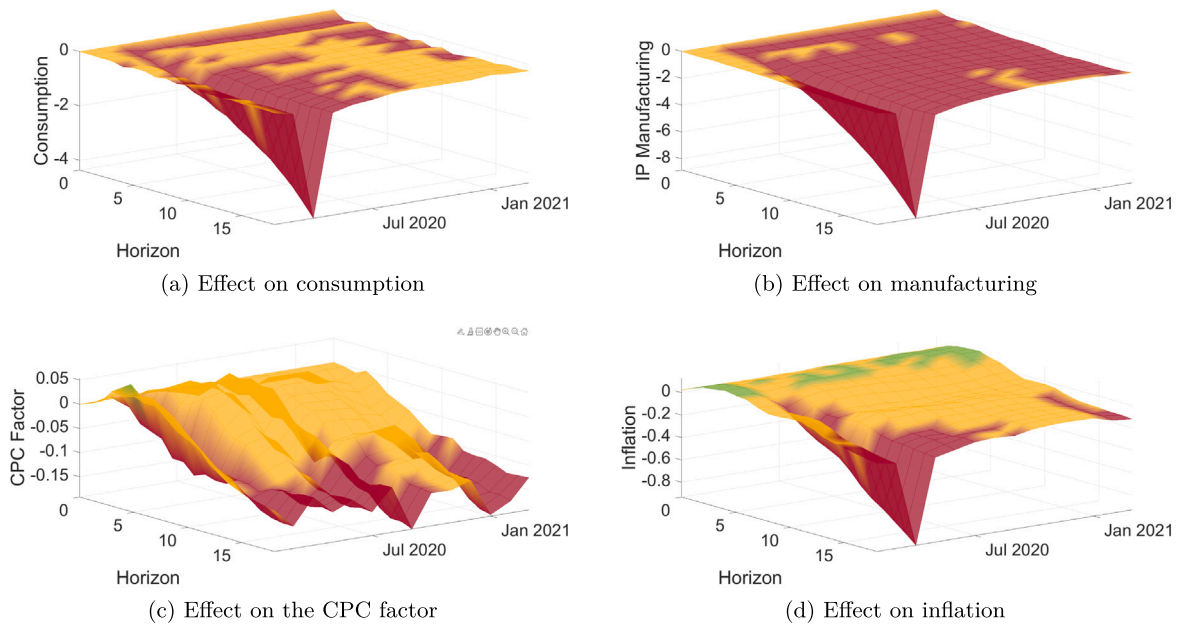 0
-2
-4
Consumption
0
5
10
15
Horizon
Jul 2020
Jan 2021
(a) Effect on consumption
0
-2
-4
-6
-8
IP Manufacturing
0
5
10
15
Horizon
Jul 2020
Jan 2021
(b) Effect on manufacturing
0.05
0
-0.05
-0.1
-0.15
CPC Factor
0
5
10
15
Horizon
Jul 2020
Jan 2021
(c) Effect on the CPC factor
0
-0.2
-0.4
-0.6
-0.8
Inflation
0
5
10
15
Horizon
Jul 2020
Jan 2021
(d) Effect on inflation